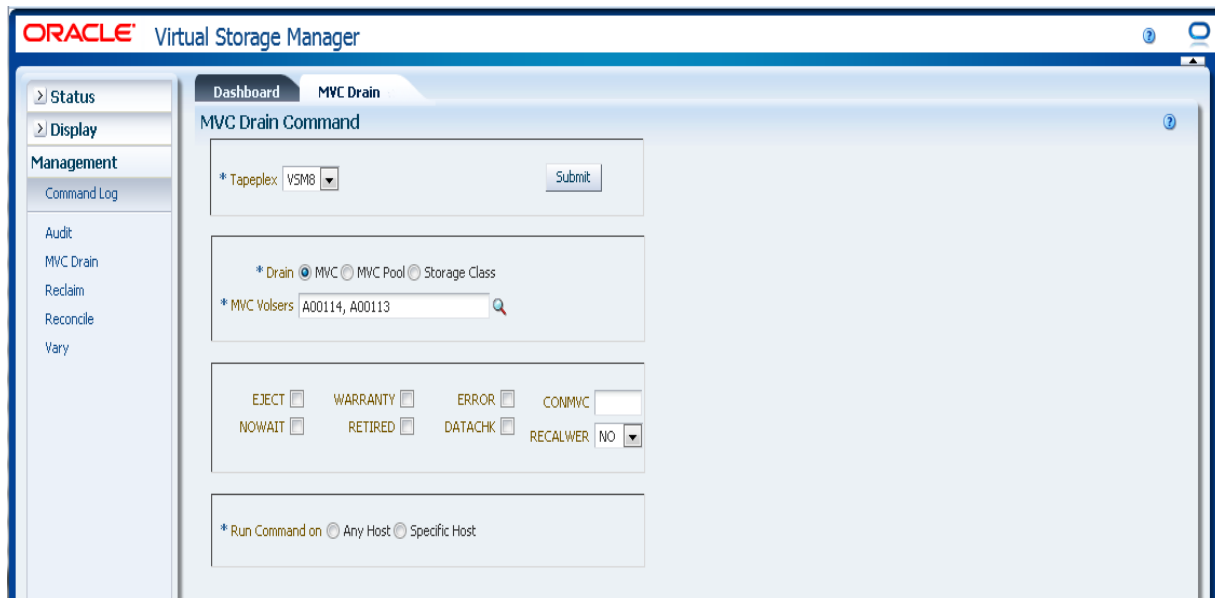 ORACLE Virtual Storage Manager
Status
Display
Management
Command Log
Audit
MVC Drain
Reclaim
Reconcile
Vary
Dashboard MVC Drain
MVC Drain Command
* Tapeplex VSM8 Submit
* Drain MVC MVC Pool Storage Class
* MVC Volsers A00114, A00113
EJECT WARRANTY ERROR CONMVC
NOWAIT RETIRED DATACHK RECALWER NO
* Run Command on Any Host Specific Host